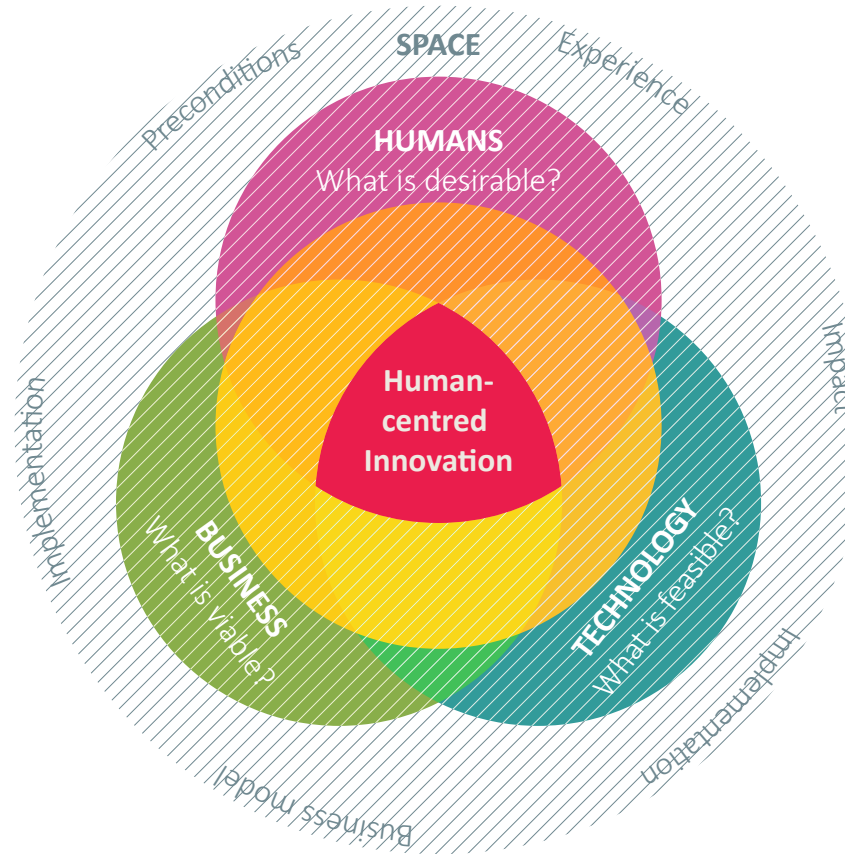 SPACE
Preconditions
Experience
HUMANS
What is desirable?
Impact
Implementation
Human-
centred
Innovation
BUSINESS
What is viable?
TECHNOLOGY
What is feasible?
Implementation
Business model